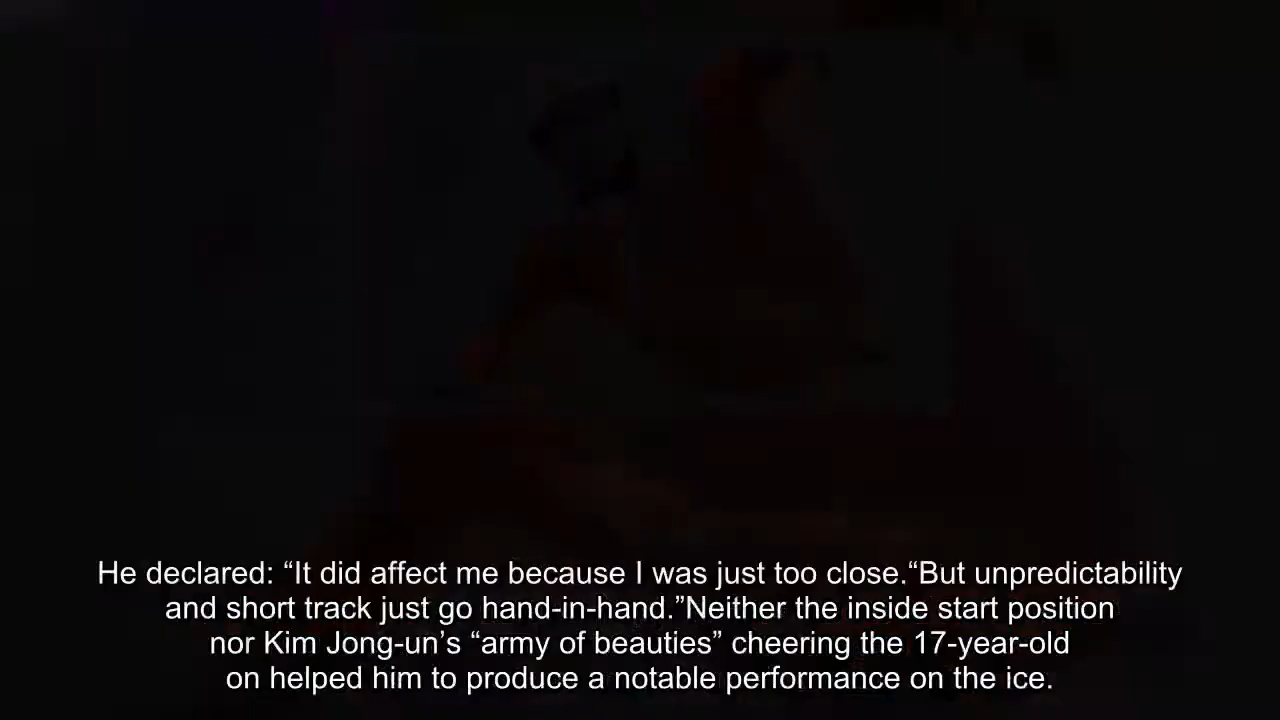 He declared: “It did affect me because I was just too close.“But unpredictability
and short track just go hand-in-hand.”Neither the inside start position
nor Kim Jong-un’s “army of beauties” cheering the 17-year-old
on helped him to produce a notable performance on the ice.